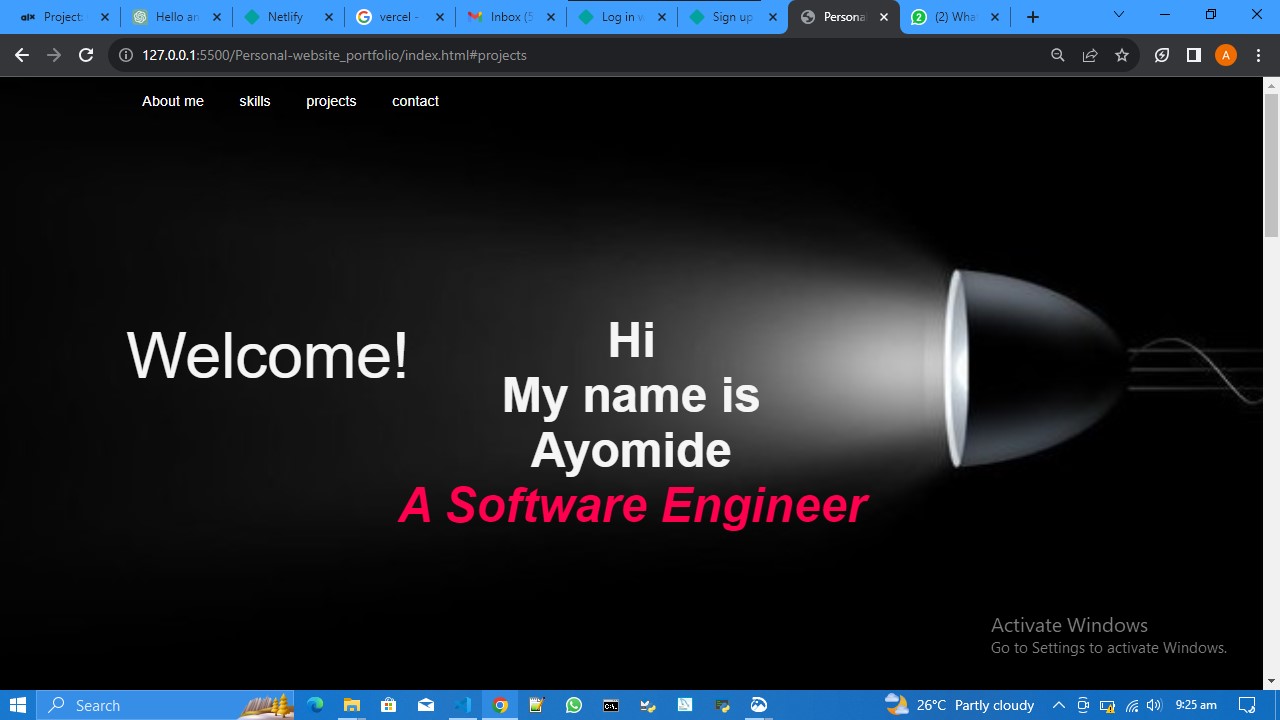 alx Project
Hello an
Netlify
vercel -
Inbox (5
Log in w
Sign up
Persona
(2) Wha
127.0.0.1:5500/Personal-website_portfolio/index.html#projects
A
About me skills projects contact
Welcome!
Hi
My name is
Ayomide
A Software Engineer
Activate Windows
Go to Settings to activate Windows.
Search
26°C Partly cloudy
9:25 am